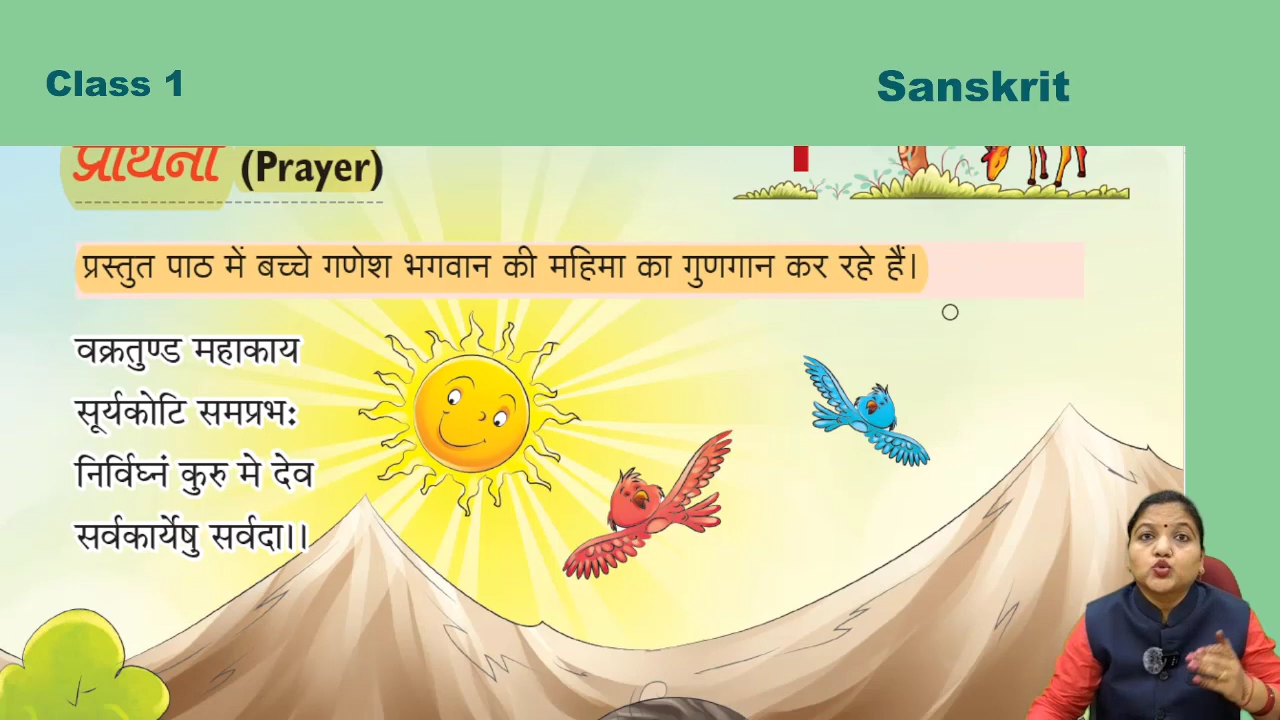 Class 1
Sanskrit
प्रार्थना (Prayer)
प्रस्तुत पाठ में बच्चे गणेश भगवान की महिमा का गुणगान कर रहे हैं।
वक्रतुण्ड महाकाय
सूर्यकोटि समप्रभः
निर्विघ्नं कुरु मे देव
सर्वकार्येषु सर्वदा।।